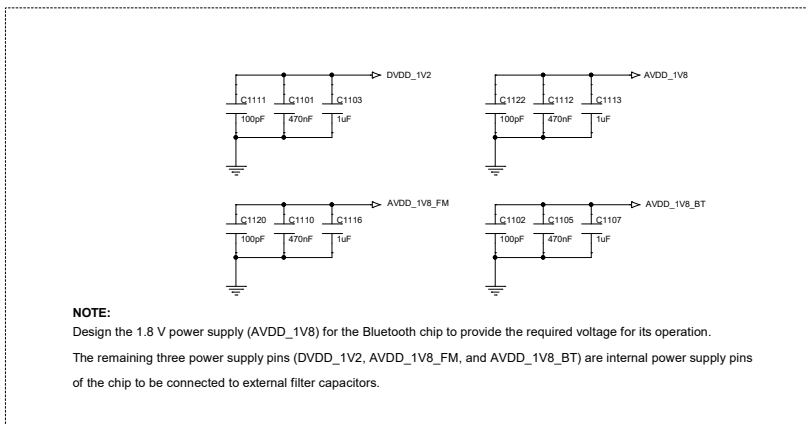 DVDD_1V2
C1111 C1101 C1103
100pF 470nF 1uF
AVDD_1V8
C1122 C1112 C1113
100pF 470nF 1uF
AVDD_1V8_FM
C1120 C1110 C1116
100pF 470nF 1uF
AVDD_1V8_BT
C1102 C1105 C1107
100pF 470nF 1uF
NOTE:
Design the 1.8 V power supply (AVDD_1V8) for the Bluetooth chip to provide the required voltage for its operation.
The remaining three power supply pins (DVDD_1V2, AVDD_1V8_FM, and AVDD_1V8_BT) are internal power supply pins
of the chip to be connected to external filter capacitors.